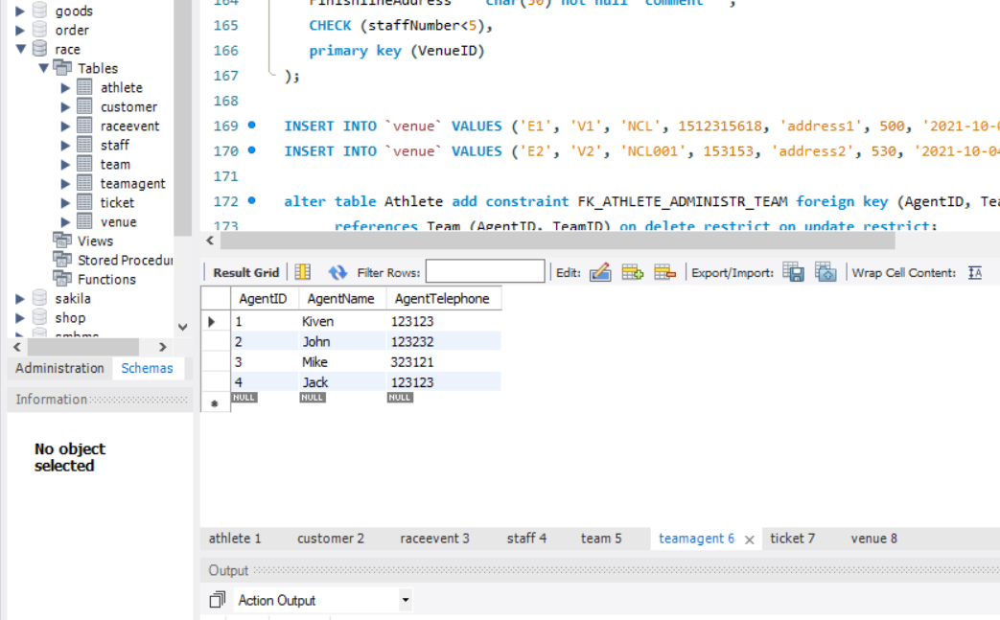 goods
order
race
Tables
athlete
customer
raceevent
staff
team
teamagent
ticket
venue
Views
Stored Procedu
Functions
sakila
shop
Administration Schemas
Information
No object
selected
164 FinishlineAddress char(50) not null comment '',
165 CHECK (staffNumber<5),
166 primary key (VenueID)
167 );
168
169 INSERT INTO `venue` VALUES ('E1', 'V1', 'NCL', 1512315618, 'address1', 500, '2021-10-0
170 INSERT INTO `venue` VALUES ('E2', 'V2', 'NCL001', 153153, 'address2', 530, '2021-10-04
171
172 alter table Athlete add constraint FK_ATHLETE_ADMINISTR_TEAM foreign key (AgentID, Tea
173 references Team (AgentID, TeamID) on delete restrict on update restrict;
Result Grid Filter Rows: Edit: Export/Import: Wrap Cell Content: IA
AgentID AgentName AgentTelephone
1 Kiven 123123
2 John 123232
3 Mike 323121
4 Jack 123123
NULL NULL NULL
athlete 1 customer 2 raceevent 3 staff 4 team 5 teamagent 6 ticket 7 venue 8
Output
Action Output